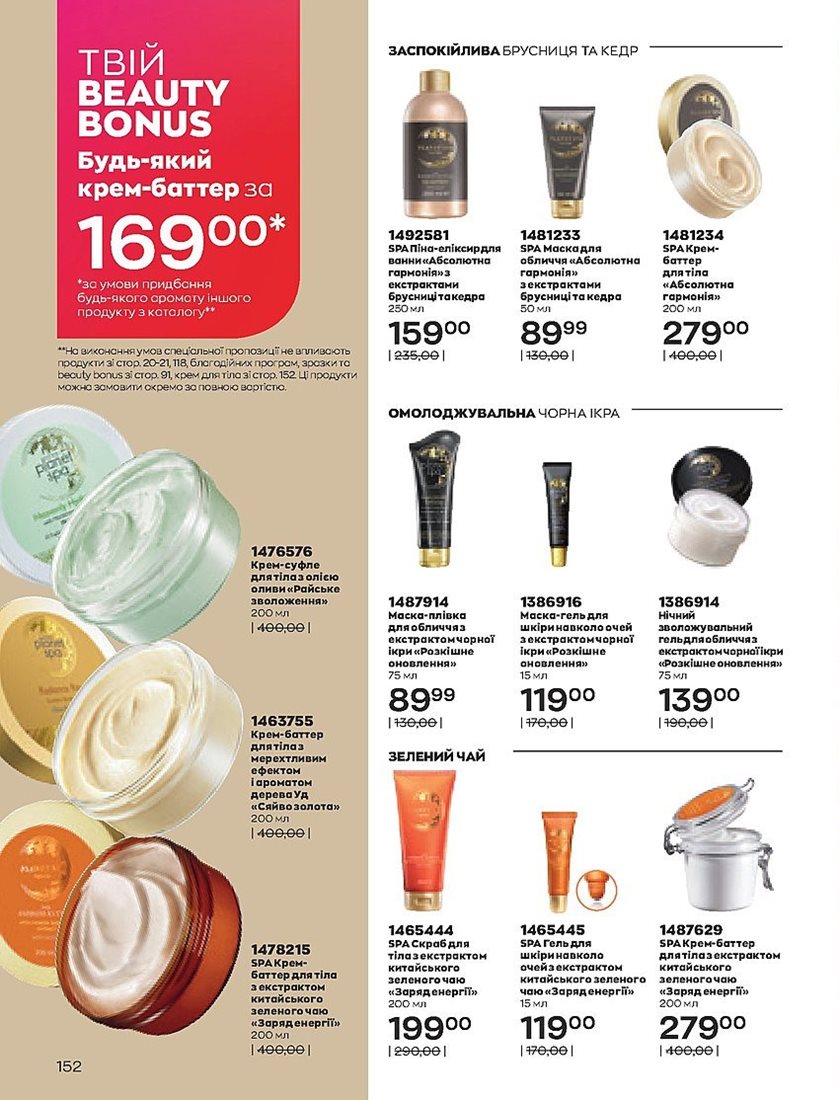 ТВІЙ
BEAUTY
BONUS
Будь-який
крем-баттер за
169⁰⁰*
*за умови придбання
будь-якого аромату іншого
продукту з каталогу**
**На виконання умов спеціальної пропозиції не впливають
продукти зі стор. 20-21, 118, благодійних програм, зразки та
beauty bonus зі стор. 91, крем для тіла зі стор. 152. Ці продукти
можна замовити окремо за повною вартістю.
planet
spa
1476576
Крем-суфле
для тіла з олією
оливи «Райське
зволоження»
200 мл
| 400,00 |
planet
spa
Radiance
1463755
Крем-баттер
для тіла з
мерехтливим
ефектом
і ароматом
дерева Уд
«Сяйво золота»
200 мл
| 400,00 |
1478215
SPA Крем-
баттер для тіла
з екстрактом
китайського
зеленого чаю
«Заряд енергії»
200 мл
| 400,00 |
152
ЗАСПОКІЙЛИВА БРУСНИЦЯ ТА КЕДР
1492581
SPA Піна-еліксир для
ванни «Абсолютна
гармонія» з
екстрактами
брусниці та кедра
250 мл
159⁰⁰
| 235,00 |
1481233
SPA Маска для
обличчя «Абсолютна
гармонія»
з екстрактами
брусниці та кедра
50 мл
89⁹⁹
| 130,00 |
1481234
SPA Крем-
баттер
для тіла
«Абсолютна
гармонія»
200 мл
279⁰⁰
| 400,00 |
ОМОЛОДЖУВАЛЬНА ЧОРНА ІКРА
planet
spa
1487914
Маска-плівка
для обличчя з
екстрактом чорної
ікри «Розкішне
оновлення»
75 мл
89⁹⁹
| 130,00 |
1386916
Маска-гель для
шкіри навколо очей
з екстрактом чорної
ікри «Розкішне
оновлення»
15 мл
119⁰⁰
| 170,00 |
1386914
Нічний
зволожувальний
гель для обличчя з
екстрактом чорної ікри
«Розкішне оновлення»
75 мл
139⁰⁰
| 190,00 |
ЗЕЛЕНИЙ ЧАЙ
1465444
SPA Скраб для
тіла з екстрактом
китайського
зеленого чаю
«Заряд енергії»
200 мл
199⁰⁰
| 290,00 |
1465445
SPA Гель для
шкіри навколо
очей з екстрактом
китайського зеленого
чаю «Заряд енергії»
15 мл
119⁰⁰
| 170,00 |
1487629
SPA Крем-баттер
для тіла з екстрактом
китайського
зеленого чаю
«Заряд енергії»
200 мл
279⁰⁰
| 400,00 |